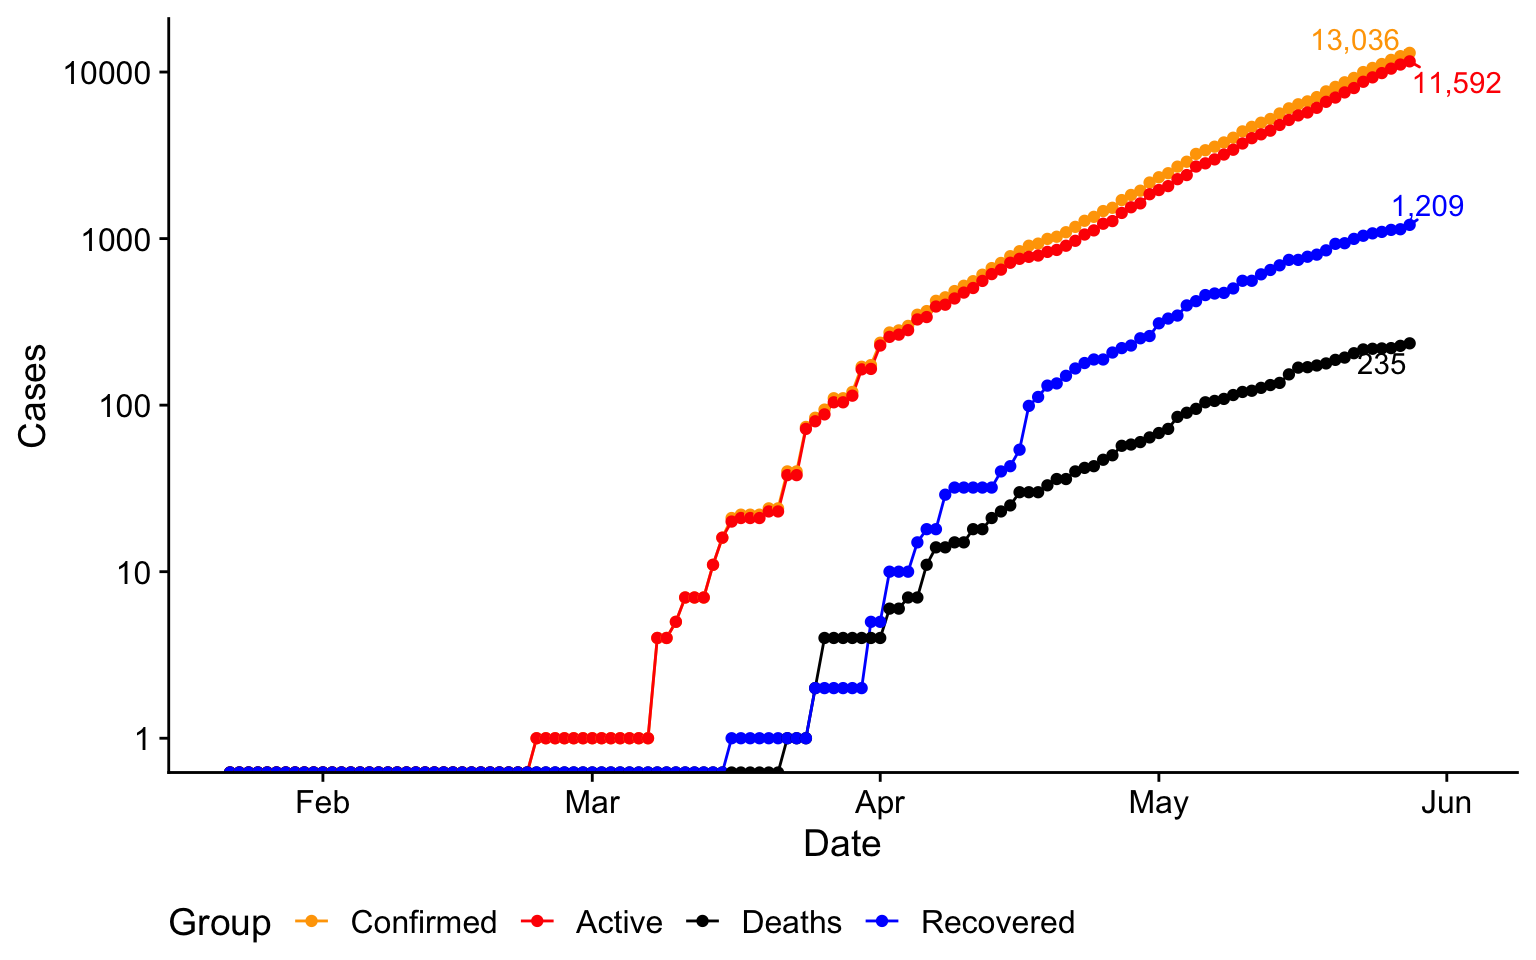 13,036
10000
11,592
1,209
1000
235
100
10
1
Cases
Feb Mar Apr May Jun
Date
Group Confirmed Active Deaths Recovered